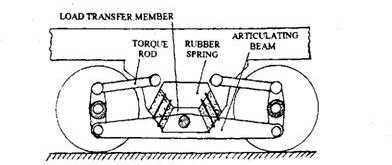 LOAD TRANSFER MEMBER
TORQUE
ROD
RUBBER
SPRING
ARTICULATING
BEAM